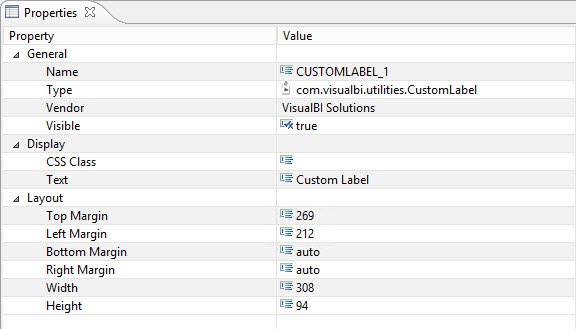 Properties
Property Value
General
Name CUSTOMLABEL_1
Type com.visualbi.utilities.CustomLabel
Vendor VisualBI Solutions
Visible true
Display
CSS Class
Text Custom Label
Layout
Top Margin 269
Left Margin 212
Bottom Margin auto
Right Margin auto
Width 308
Height 94